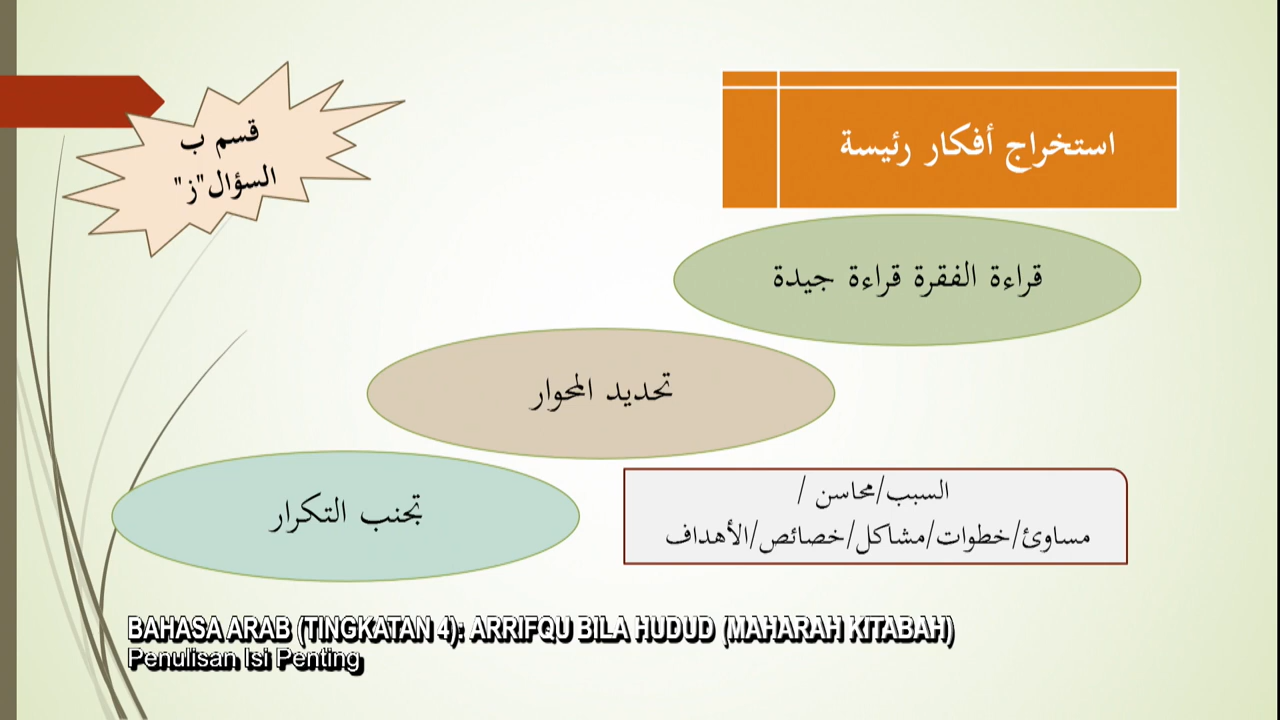 استخراج أفكار رئيسة
قسم ب
السؤال"ز"
قراءة الفقرة قراءة جيدة
تحديد المحوار
تجنب التكرار
السبب/محاسن /
مساوئ/خطوات/مشاكل/خصائص/الأهداف
BAHASA ARAB (TINGKATAN 4): ARRIFQU BILA HUDUD (MAHARAH KITABAH)
Penulisan Isi Penting